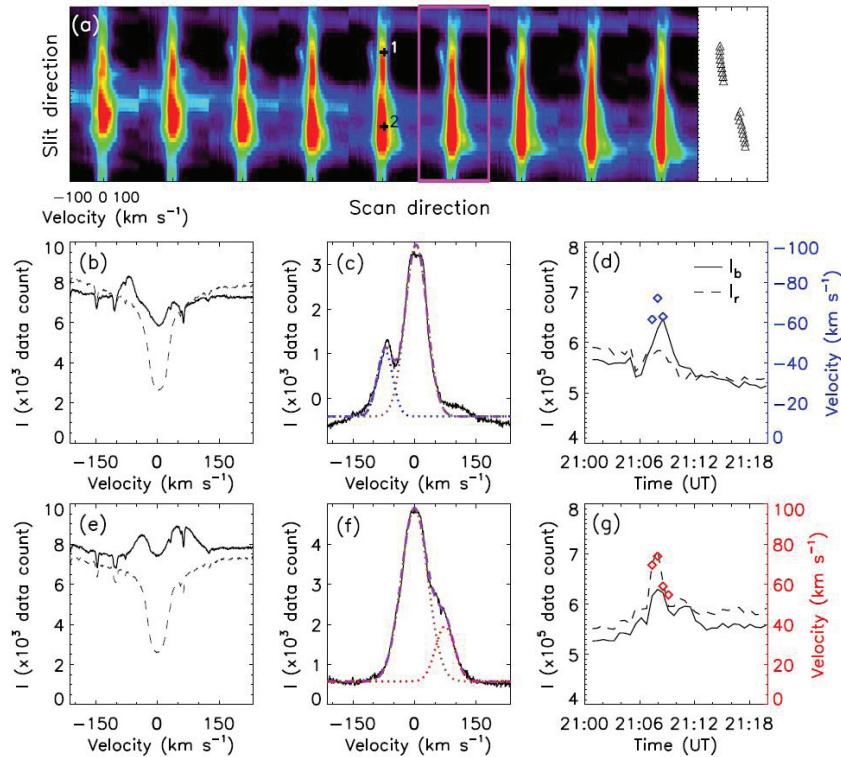 (a)
1
2
Slit direction
−100 0 100
Velocity (km s⁻¹)
Scan direction
(b)
10
8
6
4
2
0
I (×10³ data count)
−150 0 150
Velocity (km s⁻¹)
(c)
3
2
1
0
I (×10³ data count)
−150 0 150
Velocity (km s⁻¹)
(d)
I_b
I_r
8
7
6
5
4
I (×10⁵ data count)
−100
−80
−60
−40
−20
0
Velocity (km s⁻¹)
21:00 21:06 21:12 21:18
Time (UT)
(e)
10
8
6
4
2
0
I (×10³ data count)
−150 0 150
Velocity (km s⁻¹)
(f)
4
3
2
1
0
I (×10³ data count)
−150 0 150
Velocity (km s⁻¹)
(g)
8
7
6
5
4
I (×10⁵ data count)
100
80
60
40
20
0
Velocity (km s⁻¹)
21:00 21:06 21:12 21:18
Time (UT)